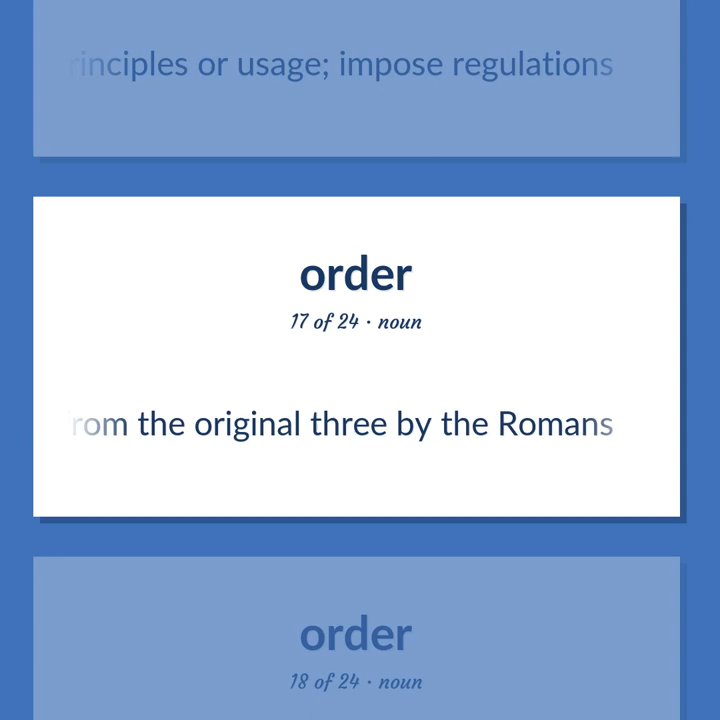 rinciples or usage; impose regulations
order
17 of 24 · noun
rom the original three by the Romans
order
18 of 24 · noun